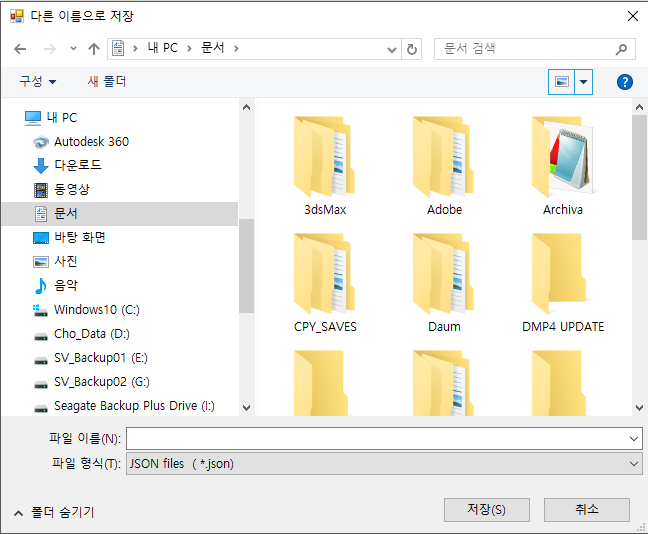 다른 이름으로 저장
내 PC
문서
문서 검색
구성
새 폴더
?
내 PC
Autodesk 360
다운로드
동영상
문서
바탕 화면
사진
음악
Windows10 (C:)
Cho_Data (D:)
SV_Backup01 (E:)
SV_Backup02 (G:)
Seagate Backup Plus Drive (I:)
3dsMax
Adobe
Archiva
CPY_SAVES
Daum
DMP4 UPDATE
파일 이름(N):
파일 형식(T): JSON files ( *.json)
폴더 숨기기
저장(S)
취소